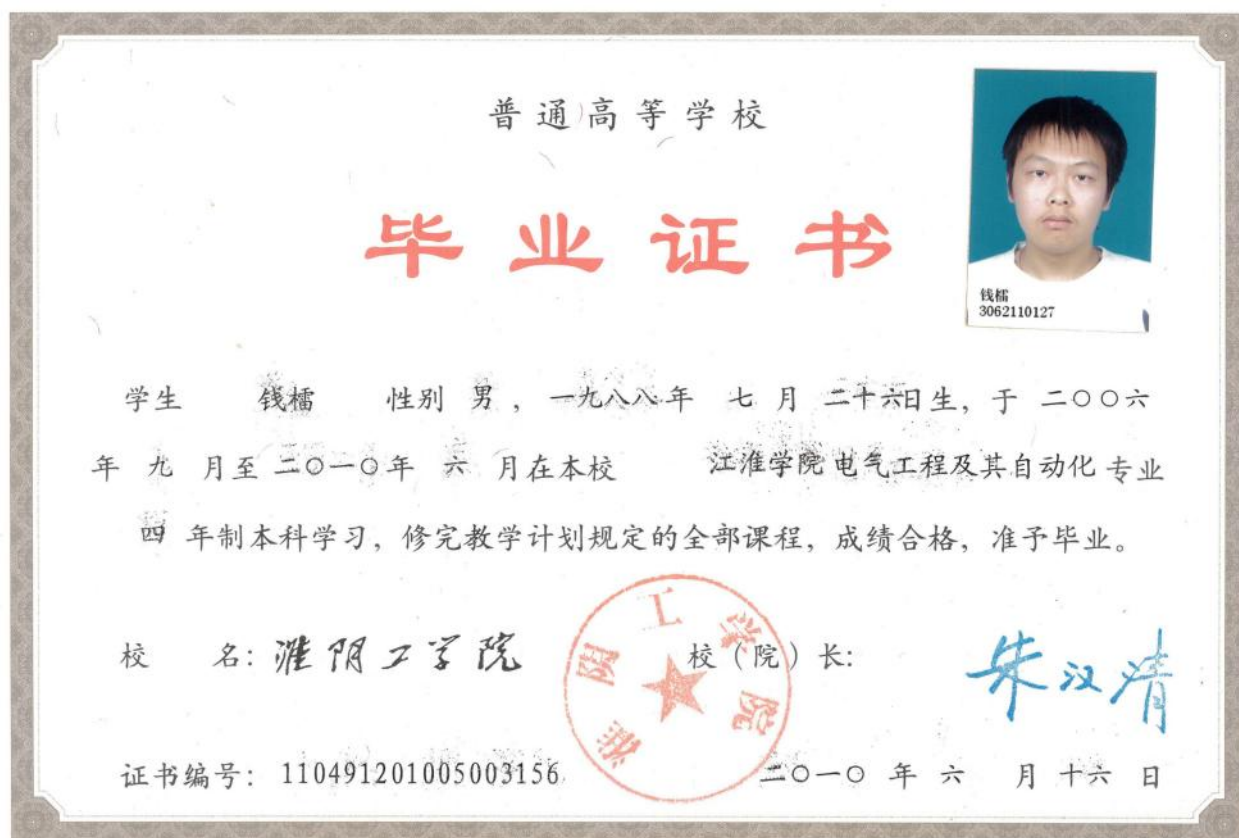 普通高等学校
毕业证书
钱檽
3062110127
学生 钱檽 性别 男，一九八八年 七 月 二十六日生，于 二〇〇六
年 九 月至 二〇一〇年 六 月在本校 江淮学院 电气工程及其自动化 专业
四 年制本科学习，修完教学计划规定的全部课程，成绩合格，准予毕业。
校 名：淮阴工学院 校（院）长：朱汉清
淮阴工学院
证书编号：110491201005003156 二〇一〇 年 六 月 十六 日